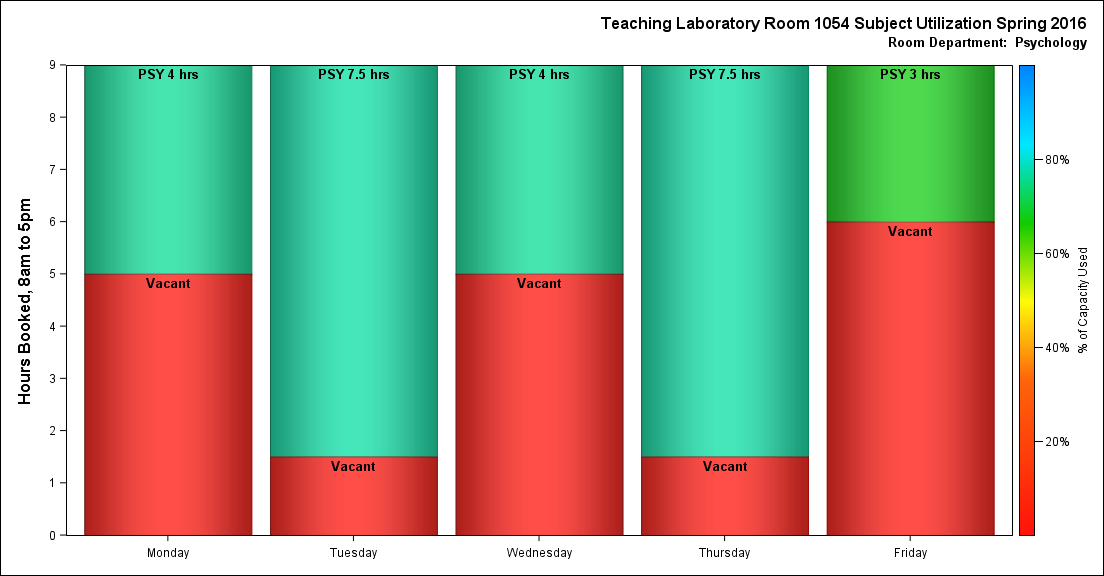 Teaching Laboratory Room 1054 Subject Utilization Spring 2016
Room Department:  Psychology
Hours Booked, 8am to 5pm
9
8
7
6
5
4
3
2
1
0
PSY 4 hrs
PSY 7.5 hrs
PSY 4 hrs
PSY 7.5 hrs
PSY 3 hrs
Vacant
Vacant
Vacant
Vacant
Vacant
Monday
Tuesday
Wednesday
Thursday
Friday
80%
60%
40%
20%
% of Capacity Used